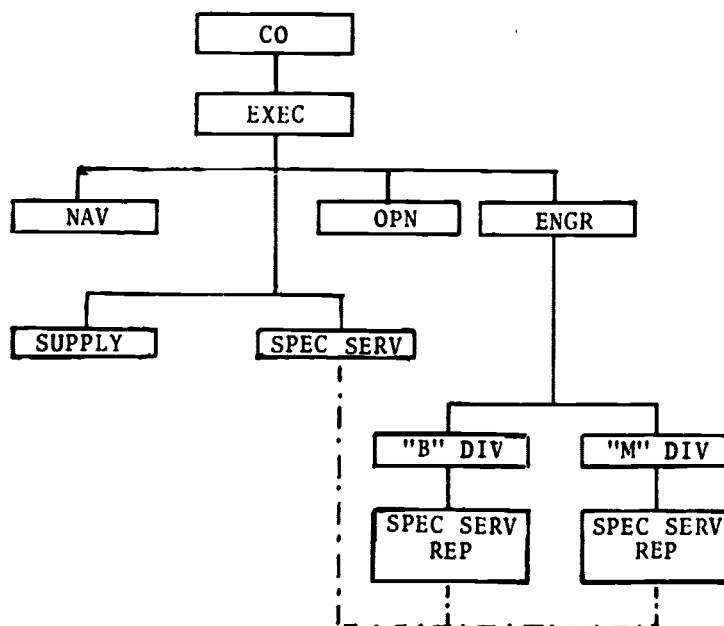 CO
EXEC
NAV
OPN
ENGR
SUPPLY
SPEC SERV
"B" DIV
"M" DIV
SPEC SERV
REP
SPEC SERV
REP